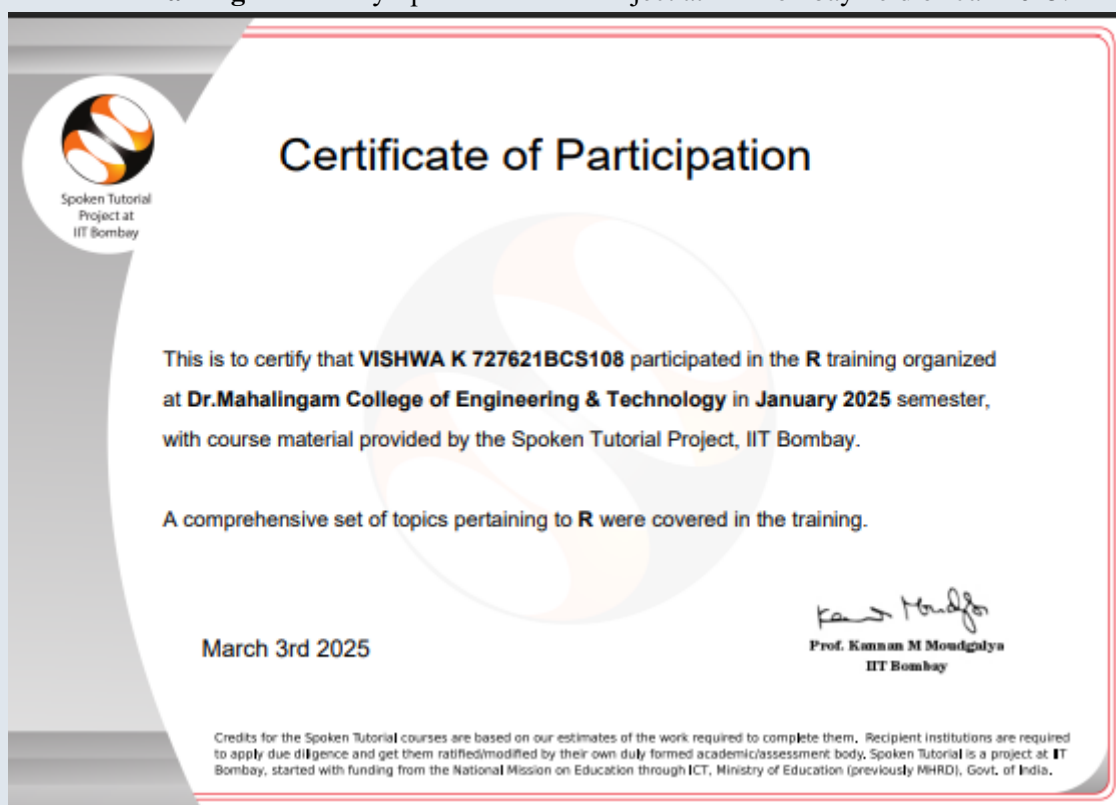 Certificate of Participation
Spoken Tutorial
Project at
IIT Bombay
This is to certify that VISHWA K 727621BCS108 participated in the R training organized
at Dr.Mahalingam College of Engineering & Technology in January 2025 semester,
with course material provided by the Spoken Tutorial Project, IIT Bombay.
A comprehensive set of topics pertaining to R were covered in the training.
March 3rd 2025
Prof. Kannan M Moudgalya
IIT Bombay
Credits for the Spoken Tutorial courses are based on our estimates of the work required to complete them. Recipient institutions are required
to apply due diligence and get them ratified/modified by their own duly formed academic/assessment body. Spoken Tutorial is a project at IIT
Bombay, started with funding from the National Mission on Education through ICT, Ministry of Education (previously MHRD), Govt. of India.